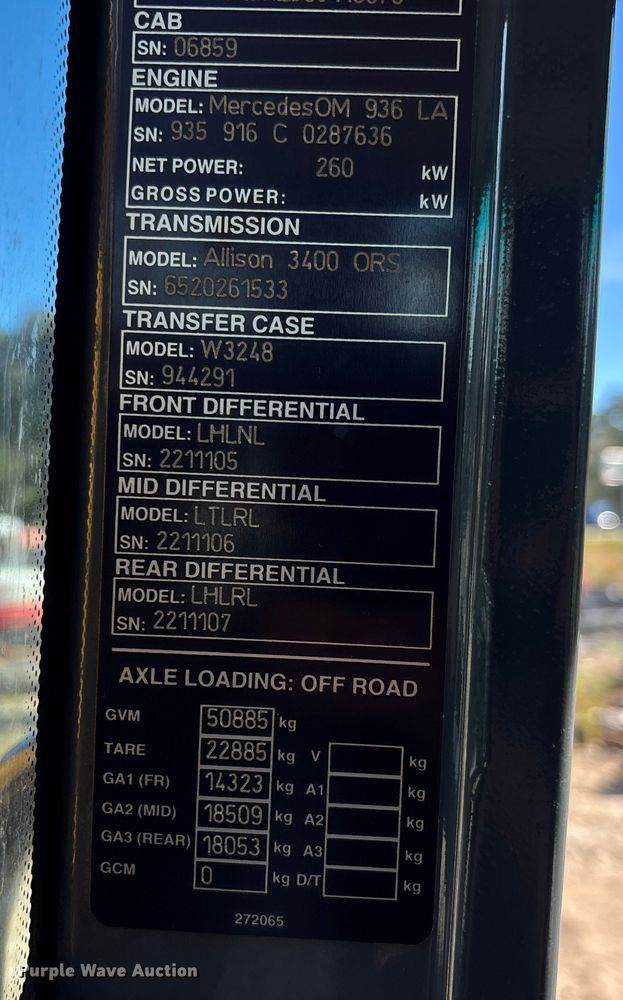 CAB
SN: 06859
ENGINE
MODEL: MercedesOM 936 LA
SN: 935 916 C 0287636
NET POWER: 260 kW
GROSS POWER: kW
TRANSMISSION
MODEL: Allison 3400 ORS
SN: 6520261533
TRANSFER CASE
MODEL: W3248
SN: 944291
FRONT DIFFERENTIAL
MODEL: LHLNL
SN: 2211105
MID DIFFERENTIAL
MODEL: LTLRL
SN: 2211106
REAR DIFFERENTIAL
MODEL: LHLRL
SN: 2211107
AXLE LOADING: OFF ROAD
GVM 50885 kg
TARE 22885 kg V kg
GA1 (FR) 14323 kg A1 kg
GA2 (MID) 18509 kg A2 kg
GA3 (REAR) 18053 kg A3 kg
GCM 0 kg D/T kg
272065
Purple Wave Auction